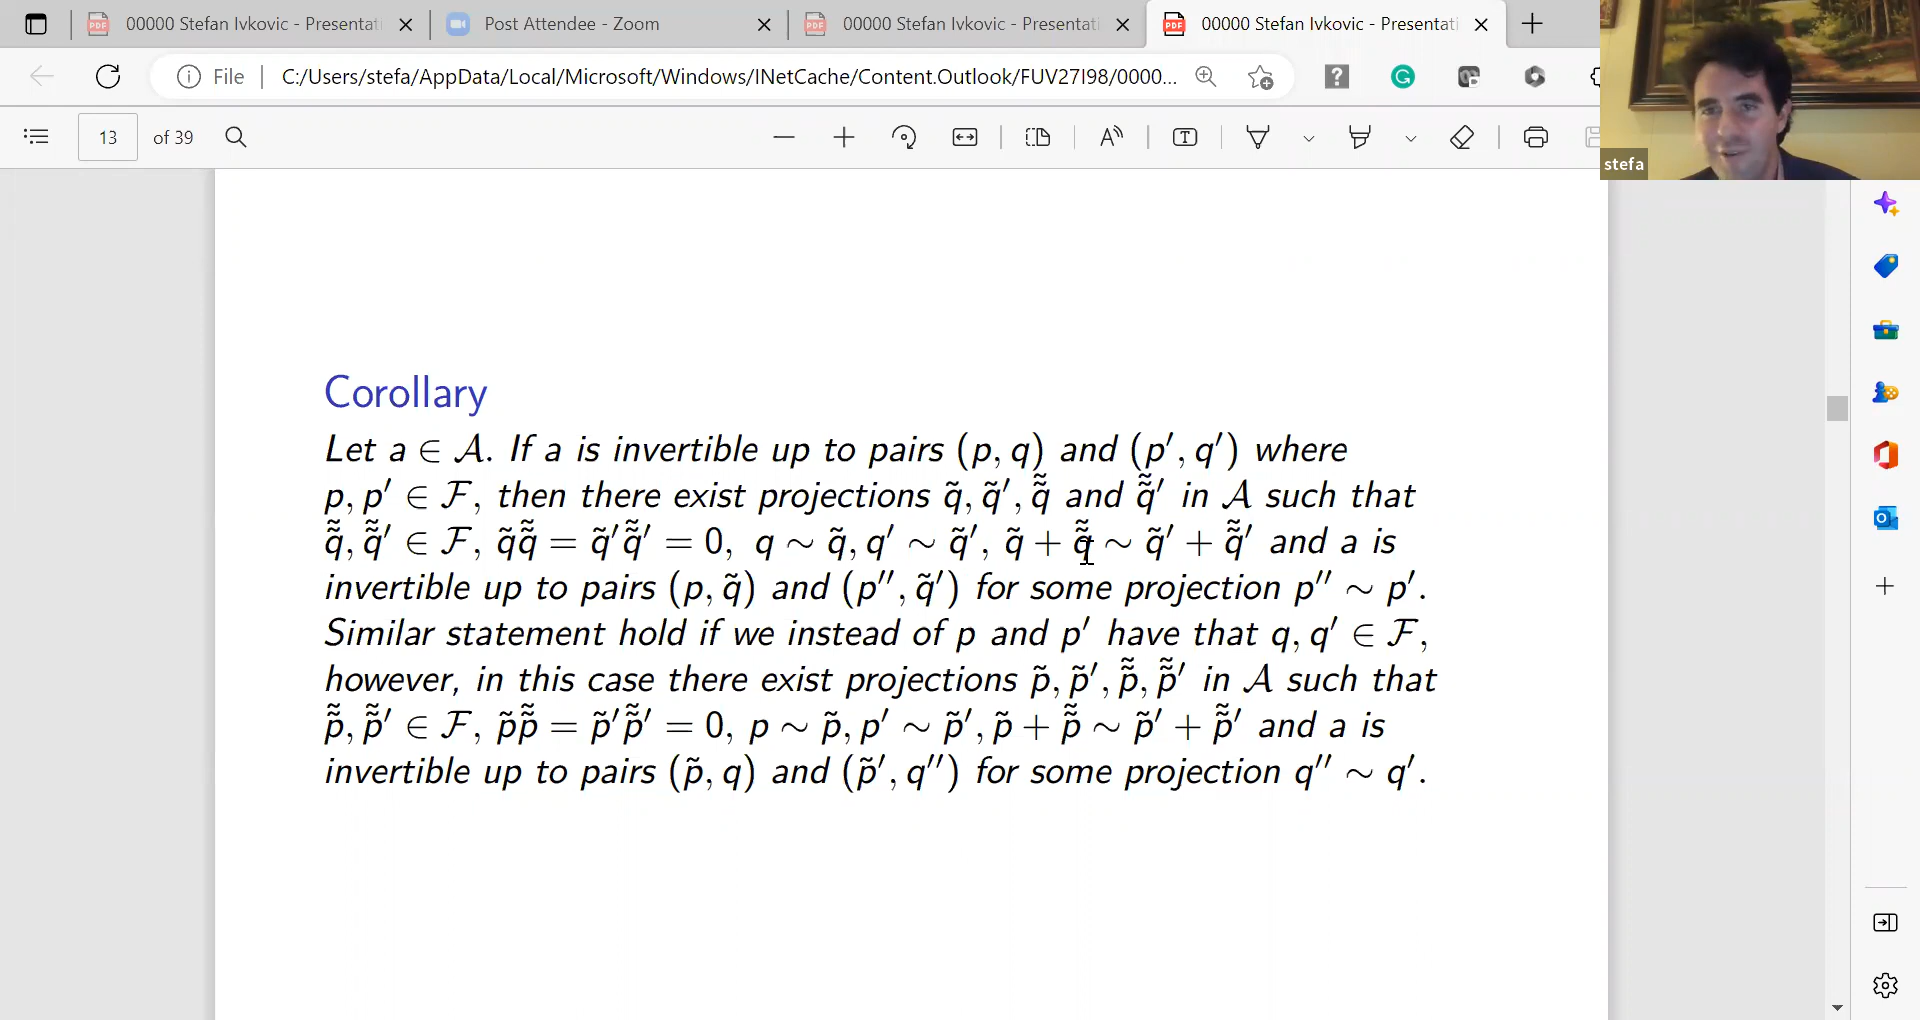 00000 Stefan Ivkovic - Presentati
Post Attendee - Zoom
00000 Stefan Ivkovic - Presentati
00000 Stefan Ivkovic - Presentati
File
C:/Users/stefa/AppData/Local/Microsoft/Windows/INetCache/Content.Outlook/FUV27I98/0000...
13 of 39
stefa
Corollary
Let a ∈ 𝒜. If a is invertible up to pairs (p, q) and (p′, q′) where
p, p′ ∈ ℱ, then there exist projections q̃, q̃′, q̃̃ and q̃̃′ in 𝒜 such that
q̃̃, q̃̃′ ∈ ℱ, q̃q̃̃ = q̃′q̃̃′ = 0, q ∼ q̃, q′ ∼ q̃′, q̃ + q̃̃ ∼ q̃′ + q̃̃′ and a is
invertible up to pairs (p, q̃) and (p′′, q̃′) for some projection p′′ ∼ p′.
Similar statement hold if we instead of p and p′ have that q, q′ ∈ ℱ,
however, in this case there exist projections p̃, p̃′, p̃̃, p̃̃′ in 𝒜 such that
p̃̃, p̃̃′ ∈ ℱ, p̃p̃̃ = p̃′p̃̃′ = 0, p ∼ p̃, p′ ∼ p̃′, p̃ + p̃̃ ∼ p̃′ + p̃̃′ and a is
invertible up to pairs (p̃, q) and (p̃′, q′′) for some projection q′′ ∼ q′.